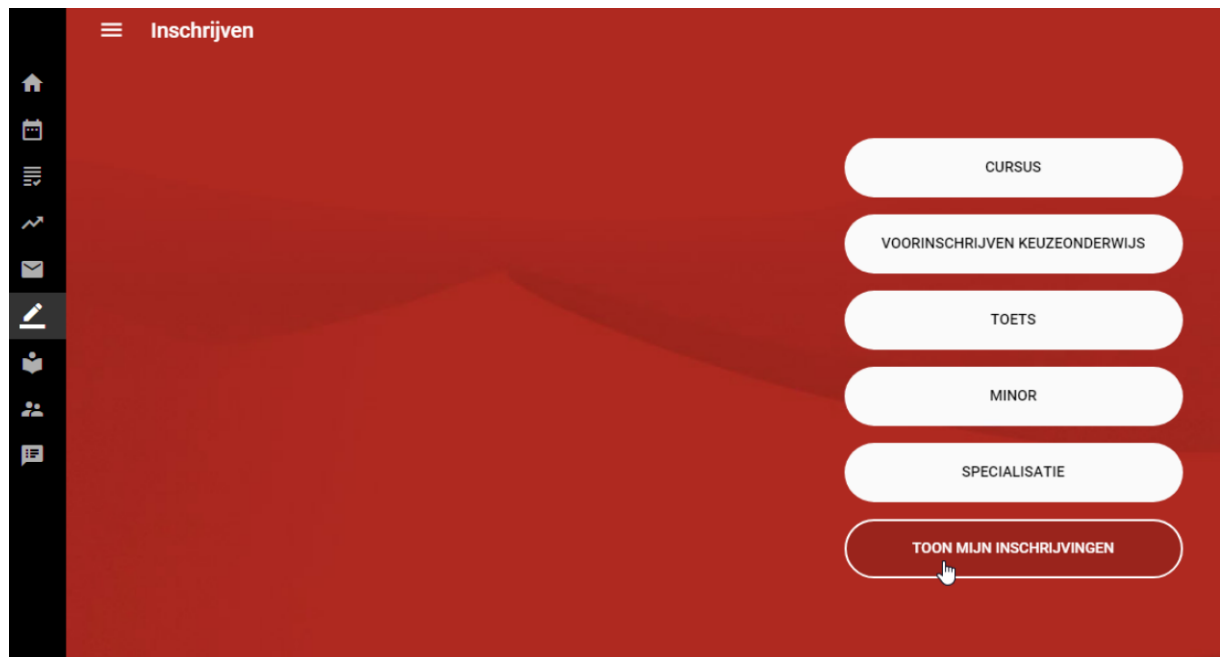 Inschrijven
CURSUS
VOORINSCHRIJVEN KEUZEONDERWIJS
TOETS
MINOR
SPECIALISATIE
TOON MIJN INSCHRIJVINGEN